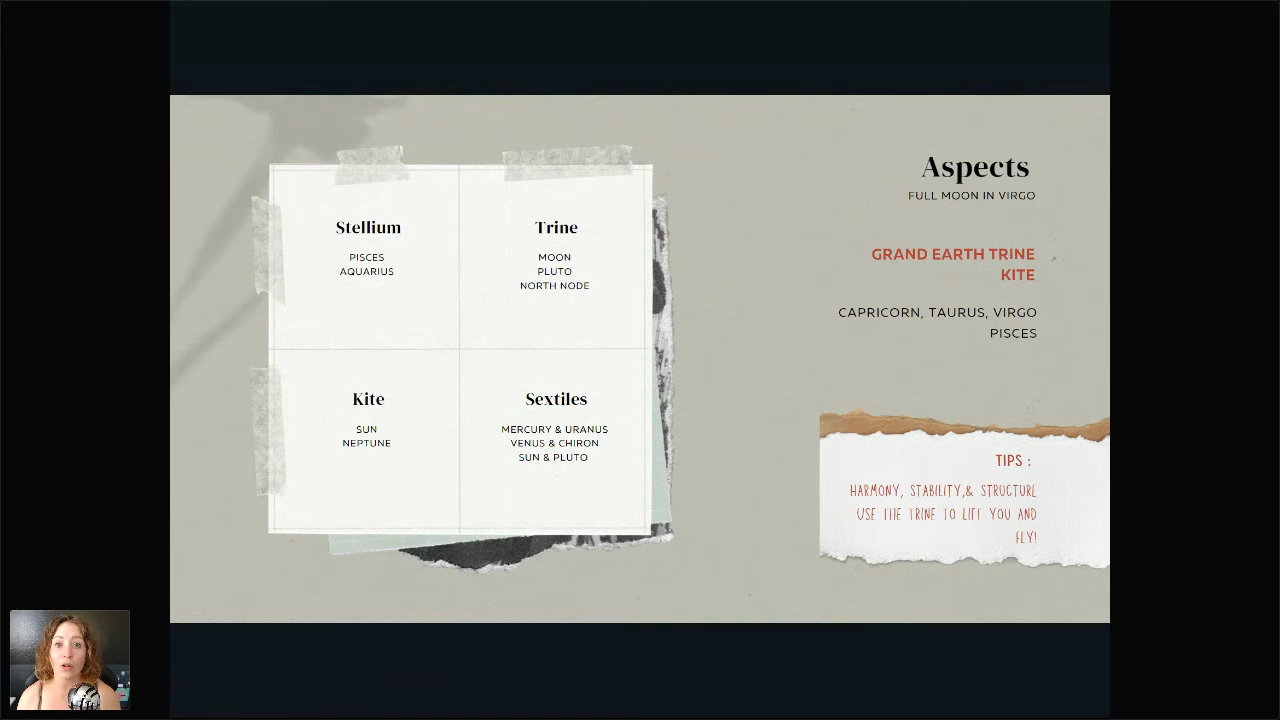 Stellium
PISCES
AQUARIUS
Trine
MOON
PLUTO
NORTH NODE
Kite
SUN
NEPTUNE
Sextiles
MERCURY & URANUS
VENUS & CHIRON
SUN & PLUTO
Aspects
FULL MOON IN VIRGO
GRAND EARTH TRINE
KITE
CAPRICORN, TAURUS, VIRGO
PISCES
TIPS :
HARMONY, STABILITY,& STRUCTURE
USE THE TRINE TO LIFT YOU AND
FLY!